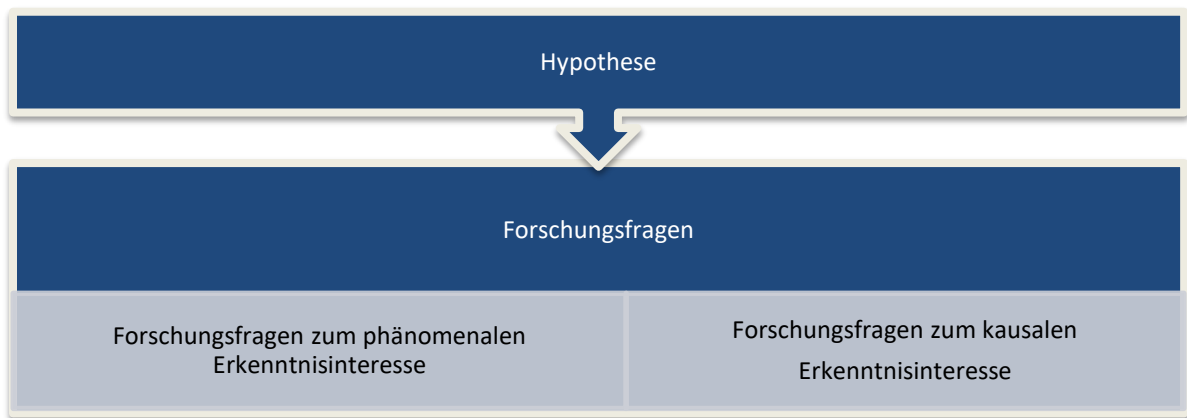 Hypothese
Forschungsfragen
Forschungsfragen zum phänomenalen
Erkenntnisinteresse
Forschungsfragen zum kausalen
Erkenntnisinteresse